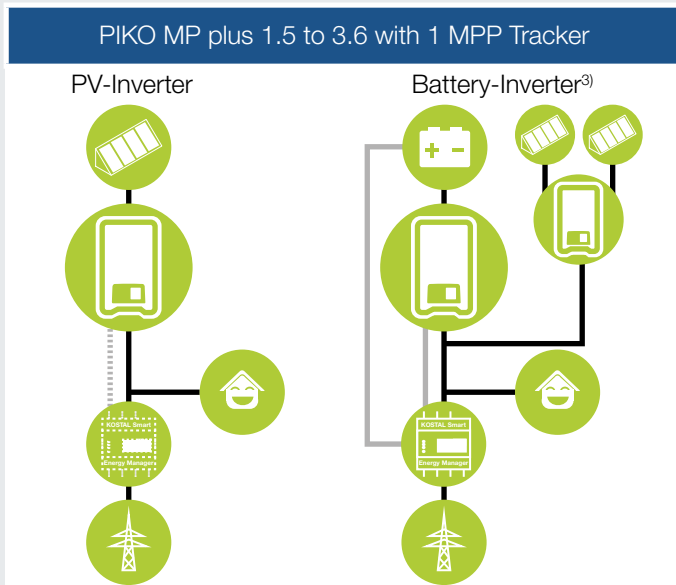 PIKO MP plus 1.5 to 3.6 with 1 MPP Tracker
PV-Inverter
Battery-Inverter³⁾
KOSTAL Smart
Energy Manager
KOSTAL Smart
Energy Manager